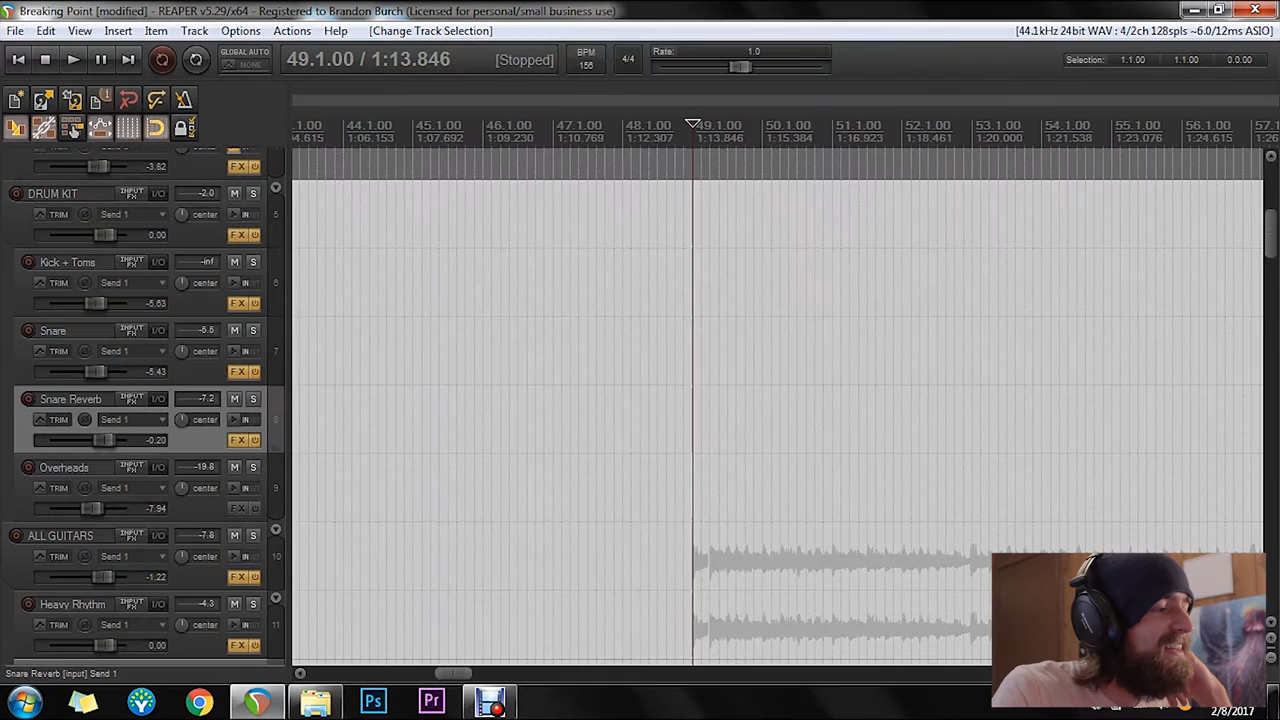 Breaking Point [modified] - REAPER v5.29/x64 - Registered to Brandon Burch (Licensed for personal/small business use)
File Edit View Insert Item Track Options Actions Help [Change Track Selection] [44.1kHz 24bit WAV : 4/2ch 128spls ~6.0/12ms ASIO]
GLOBAL AUTO
NONE
49.1.00 / 1:13.846 [Stopped]
BPM
156
4/4
Rate: 1.0
Selection: 1.1.00 1.1.00 0.0.00
.1.00 44.1.00 45.1.00 46.1.00 47.1.00 48.1.00 49.1.00 50.1.00 51.1.00 52.1.00 53.1.00 54.1.00 55.1.00 56.1.00 57.1
04.615 1:06.153 1:07.692 1:09.230 1:10.769 1:12.307 1:13.846 1:15.384 1:16.923 1:18.461 1:20.000 1:21.538 1:23.076 1:24.615 1:26
-3.82 FX
DRUM KIT INPUT FX I/O -2.0 M S
TRIM Send 1 center IN 5
0.00 FX
Kick + Toms INPUT FX I/O -inf M S
TRIM Send 1 center IN 6
-5.63 FX
Snare INPUT FX I/O -5.5 M S
TRIM Send 1 center IN 7
-5.43 FX
Snare Reverb INPUT FX I/O -7.2 M S
TRIM Send 1 center IN 8
-0.20 FX
Overheads INPUT FX I/O -19.8 M S
TRIM Send 1 center IN 9
-7.94 FX
ALL GUITARS INPUT FX I/O -7.8 M S
TRIM Send 1 center IN 10
-1.22 FX
Heavy Rhythm INPUT FX I/O -4.3 M S
TRIM Send 1 center IN 11
0.00 FX
Snare Reverb [input] Send 1
Ps Pr
2/8/2017